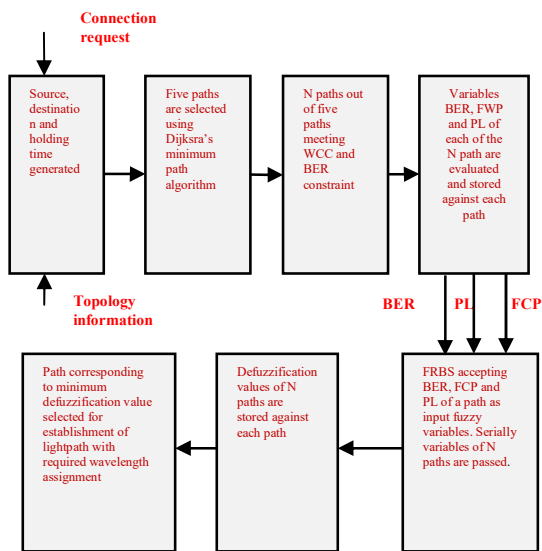 Connection
request
Source,
destinatio
n and
holding
time
generated
Five paths
are selected
using
Dijksra's
minimum
path
algorithm
N paths out of
five
paths
meeting
WCC and
BER
constraint
Variables
BER, FWP
and PL of
each of the
N path are
evaluated
and stored
against each
path
Topology
information
BER PL FCP
FRBS accepting
BER, FCP and
PL of a path as
input fuzzy
variables. Serially
variables of N
paths are passed.
Defuzzification
values of N
paths are
stored against
each path
Path corresponding
to minimum
defuzzification value
selected for
establishment of
lightpath with
required wavelength
assignment